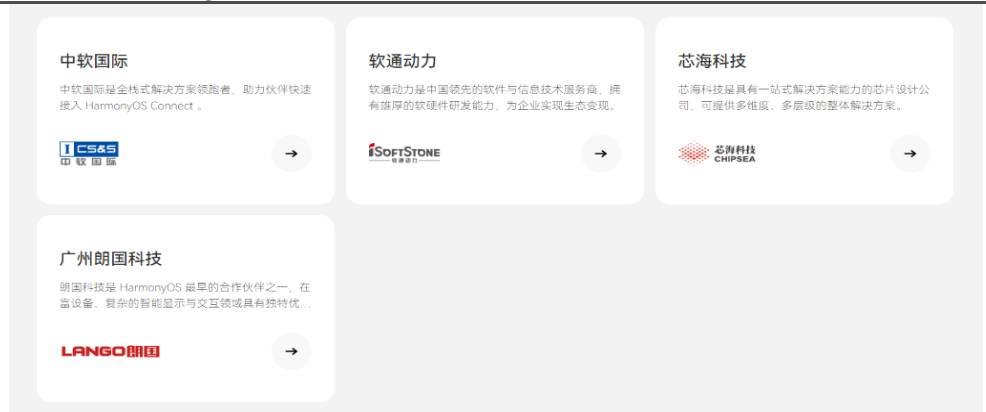 中软国际
中软国际是全栈式解决方案领跑者，助力伙伴快速
接入 HarmonyOS Connect 。
ICS&S
中软国际
软通动力
软通动力是中国领先的软件与信息技术服务商，拥
有雄厚的软硬件研发能力，为企业实现生态变现。
iSOFTSTONE
软通动力
芯海科技
芯海科技是具有一站式解决方案能力的芯片设计公
司，可提供多维度、多层级的整体解决方案。
芯海科技
CHIPSEA
广州朗国科技
朗国科技是 HarmonyOS 最早的合作伙伴之一，在
富设备、复杂的智能显示与交互领域具有独特优...
LANGO朗国